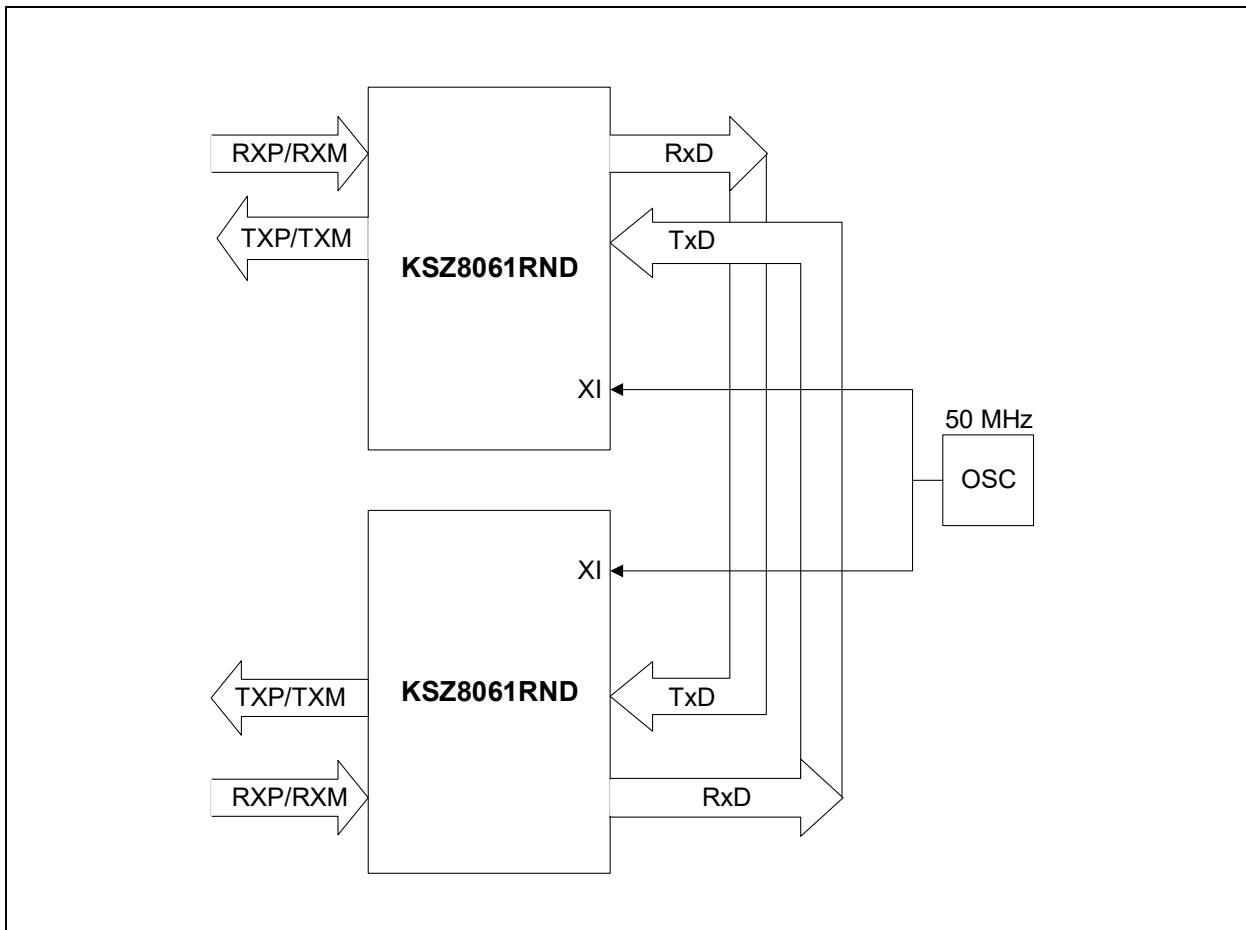 RXP/RXM
RxD
TXP/TXM
TxD
KSZ8061RND
XI
50 MHz
OSC
XI
TXP/TXM
KSZ8061RND
TxD
RXP/RXM
RxD